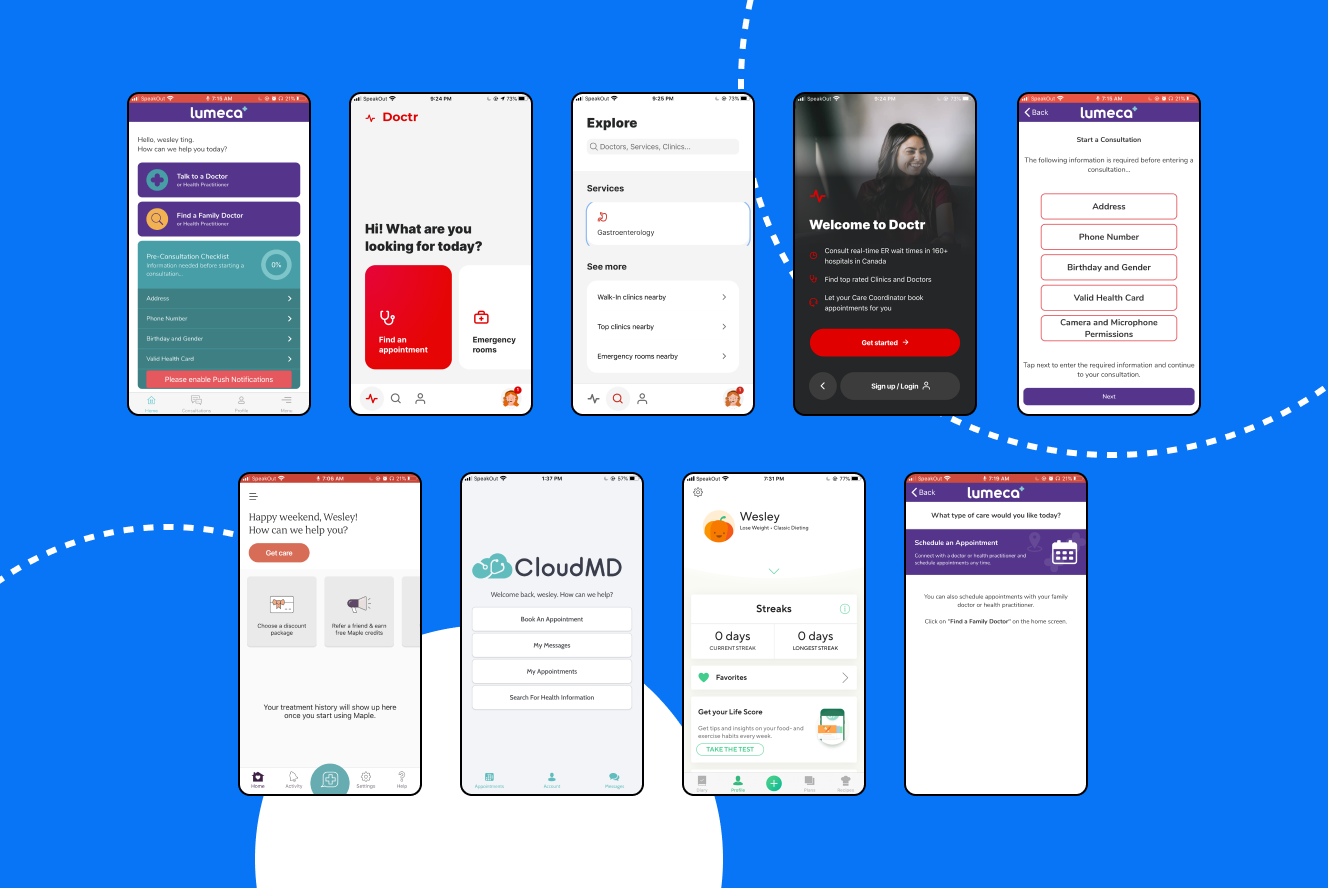 SpeakOut 7:15 AM 21%
lumeca
Hello, wesley ting.
How can we help you today?
Talk to a Doctor
or Health Practitioner
Find a Family Doctor
or Health Practitioner
Pre-Consultation Checklist
Information needed before starting a
consultation...
0%
Address
Phone Number
Birthday and Gender
Valid Health Card
Please enable Push Notifications
Home Consultations Profile Menu
SpeakOut 9:24 PM 73%
Doctr
Hi! What are you
looking for today?
Find an
appointment
Emergency
rooms
1
SpeakOut 9:25 PM 73%
Explore
Doctors, Services, Clinics...
Services
Gastroenterology
See more
Walk-In clinics nearby
Top clinics nearby
Emergency rooms nearby
1
SpeakOut 9:24 PM 73%
Welcome to Doctr
Consult real-time ER wait times in 160+
hospitals in Canada
Find top rated Clinics and Doctors
Let your Care Coordinator book
appointments for you
Get started
Sign up / Login
SpeakOut 7:15 AM 21%
Back lumeca
Start a Consultation
The following information is required before entering a
consultation...
Address
Phone Number
Birthday and Gender
Valid Health Card
Camera and Microphone
Permissions
Tap next to enter the required information and continue
to your consultation.
Next
SpeakOut 7:06 AM 21%
Happy weekend, Wesley!
How can we help you?
Get care
Choose a discount
package
Refer a friend & earn
free Maple credits
Your treatment history will show up here
once you start using Maple.
Home Activity Settings Help
SpeakOut 1:37 PM 57%
CloudMD
Welcome back, wesley. How can we help?
Book An Appointment
My Messages
My Appointments
Search For Health Information
Appointments Account Messages
SpeakOut 7:31 PM 77%
Wesley
Lose Weight • Classic Dieting
Streaks
0 days
CURRENT STREAK
0 days
LONGEST STREAK
Favorites
Get your Life Score
Get tips and insights on your food- and
exercise habits every week.
TAKE THE TEST
Diary Profile Plans Recipes
SpeakOut 7:19 AM 21%
Back lumeca
What type of care would you like today?
Schedule an Appointment
Connect with a doctor or health practitioner and
schedule appointments any time.
You can also schedule appointments with your family
doctor or health practitioner.
Click on "Find a Family Doctor" on the home screen.